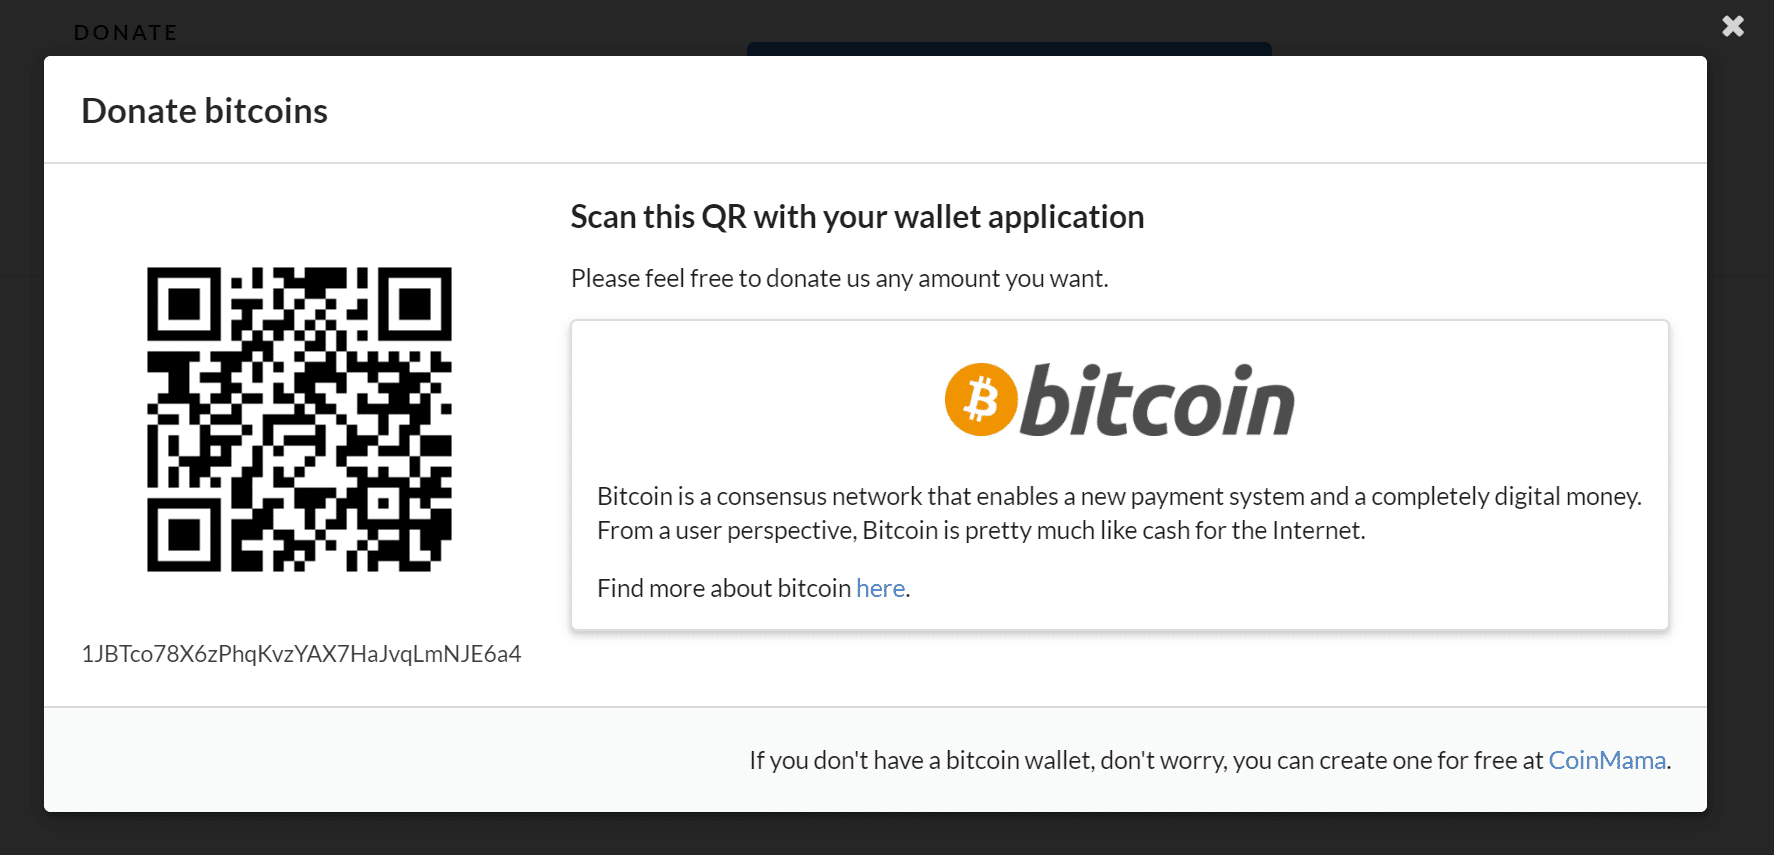 DONATE
Donate bitcoins
Scan this QR with your wallet application
Please feel free to donate us any amount you want.
bitcoin
Bitcoin is a consensus network that enables a new payment system and a completely digital money.
From a user perspective, Bitcoin is pretty much like cash for the Internet.
Find more about bitcoin here.
1JBTco78X6zPhqKvzYAX7HaJvqLmNJE6a4
If you don't have a bitcoin wallet, don't worry, you can create one for free at CoinMama.